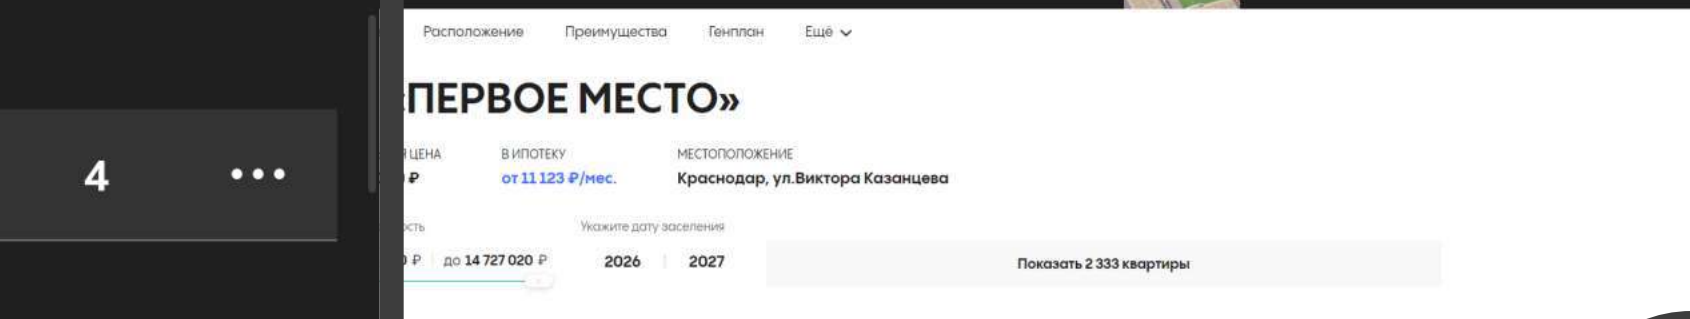 4 •••
Расположение Преимущества Генплан Ещё
«ПЕРВОЕ МЕСТО»
ЦЕНА В ИПОТЕКУ МЕСТОПОЛОЖЕНИЕ
₽ от 11 123 ₽/мес. Краснодар, ул.Виктора Казанцева
Укажите дату заселения
₽ до 14 727 020 ₽ 2026 2027 Показать 2 333 квартиры